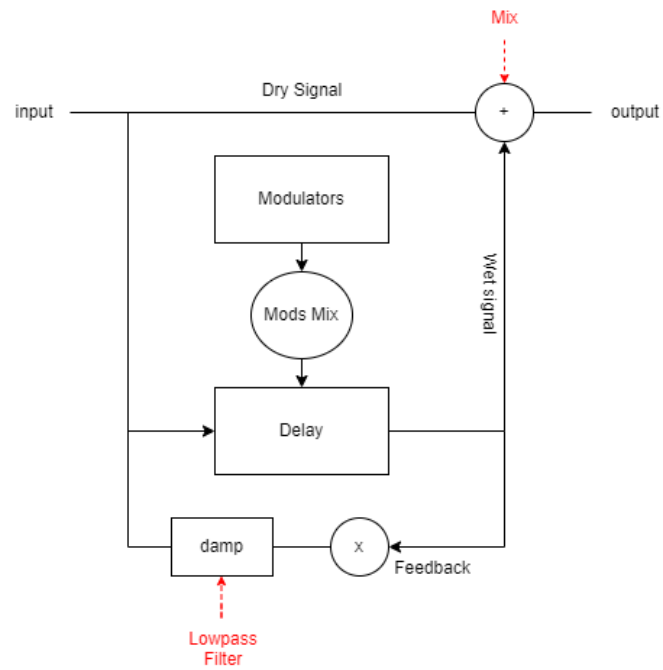 Mix
Dry Signal
input
+
output
Modulators
Wet signal
Mods Mix
Delay
damp
x
Feedback
Lowpass
Filter